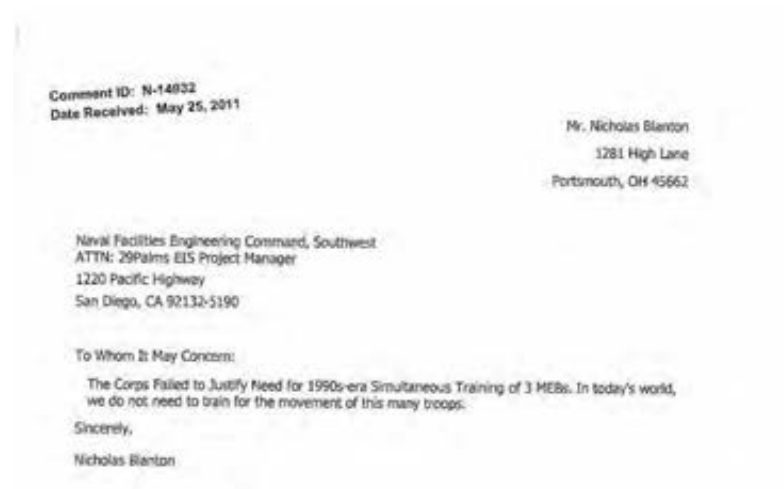 Comment ID: N-14932
Date Received: May 25, 2011
Mr. Nicholas Blanton
1281 High Lane
Portsmouth, OH 45662
Naval Facilities Engineering Command, Southwest
ATTN: 29Palms EIS Project Manager
1220 Pacific Highway
San Diego, CA 92132-5190
To Whom It May Concern:
The Corps Failed to Justify Need for 1990s-era Simultaneous Training of 3 MEBs. In today's world,
we do not need to train for the movement of this many troops.
Sincerely,
Nicholas Blanton